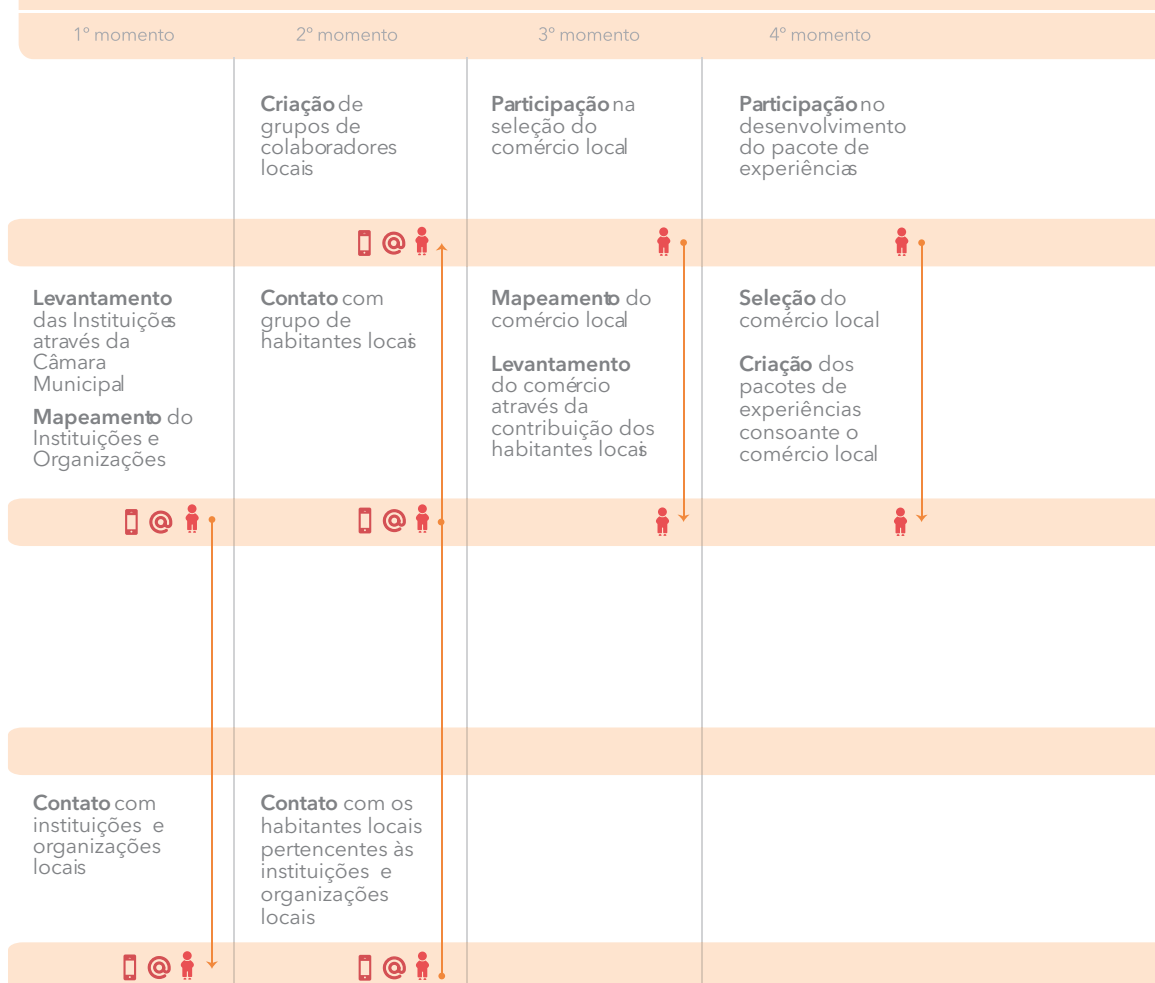 1º momento
2º momento
3º momento
4º momento
Criação de
grupos de
colaboradores
locais
Participação na
seleção do
comércio local
Participação no
desenvolvimento
do pacote de
experiências
Levantamento
das Instituições
através da
Câmara
Municipal
Mapeamento do
Instituições e
Organizações
Contato com
grupo de
habitantes locais
Mapeamento do
comércio local
Levantamento
do comércio
através da
contribuição dos
habitantes locais
Seleção do
comércio local
Criação dos
pacotes de
experiências
consoante o
comércio local
@
@
Contato com
instituições e
organizações
locais
Contato com os
habitantes locais
pertencentes às
instituições e
organizações
locais
@
@